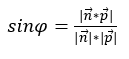 sinφ = |n⃗*p⃗| / |n⃗|*|p⃗|